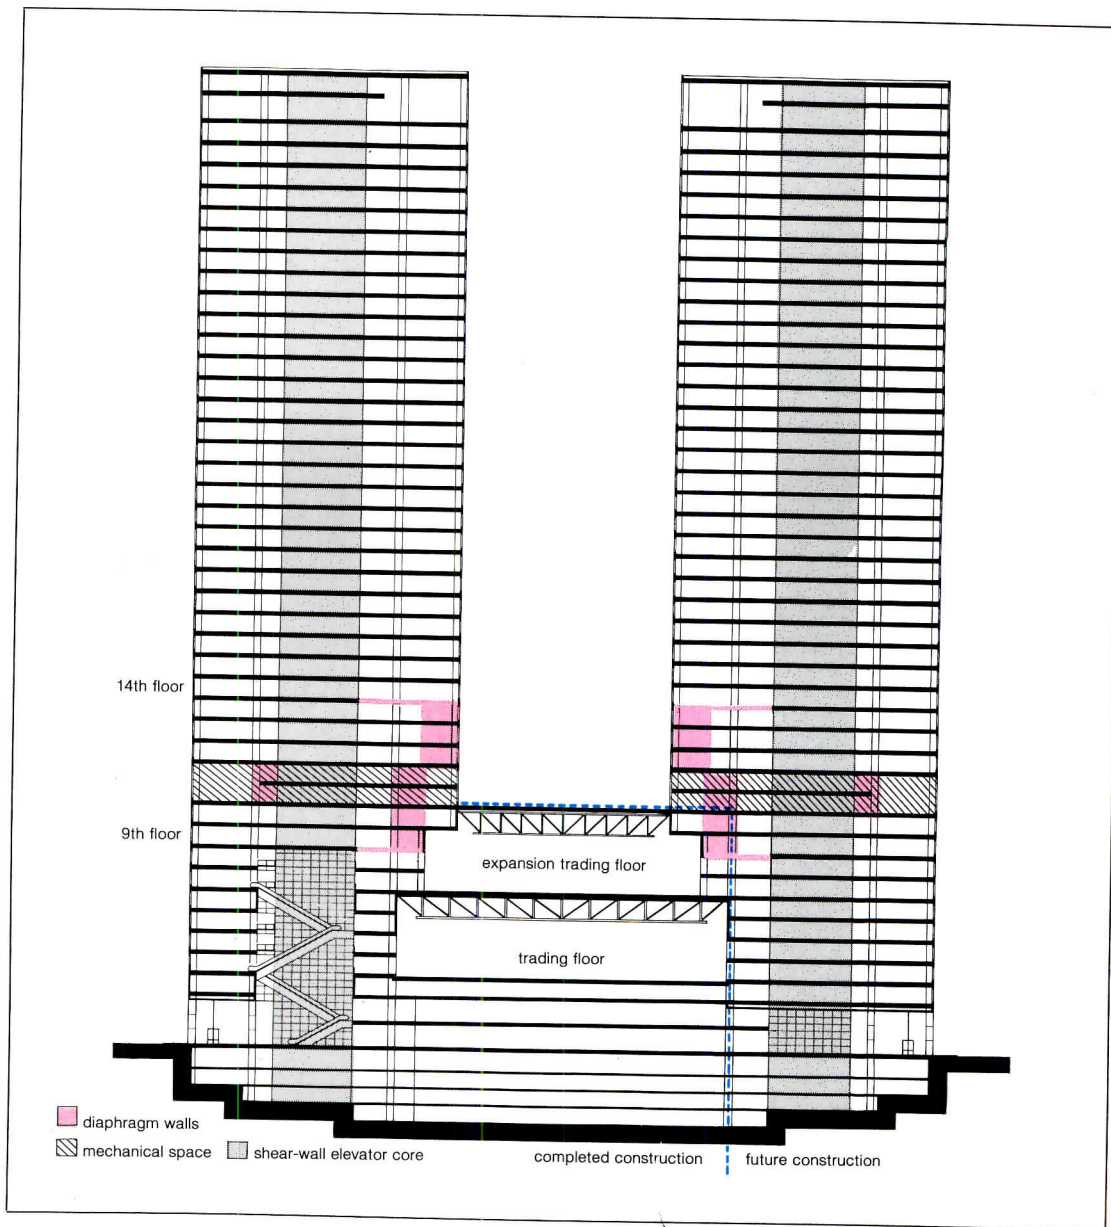 14th floor
9th floor
expansion trading floor
trading floor
diaphragm walls
mechanical space
shear-wall elevator core
completed construction
future construction